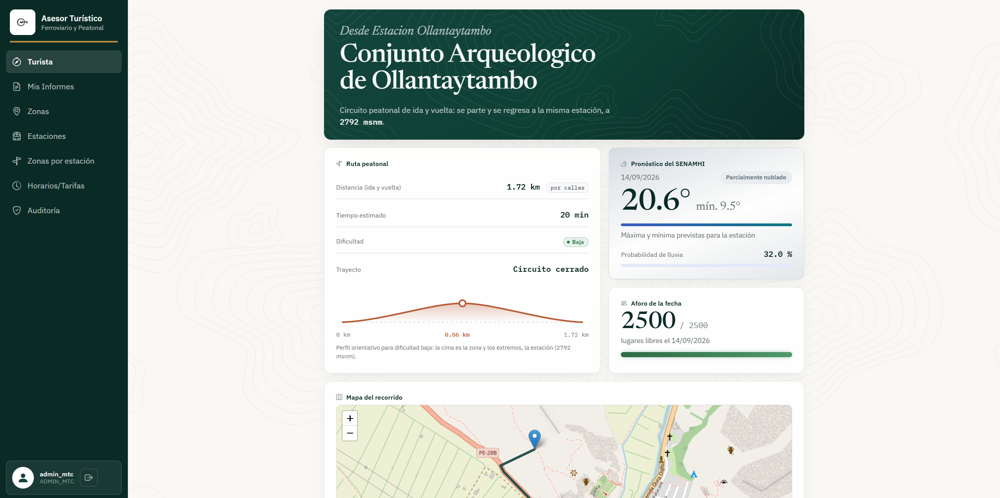 MTC
Asesor Turístico
Ferroviario y Peatonal
Turista
Mis Informes
Zonas
Estaciones
Zonas por estación
Horarios/Tarifas
Auditoría
admin_mtc
ADMIN_MTC
Desde Estacion Ollantaytambo
Conjunto Arqueologico
de Ollantaytambo
Circuito peatonal de ida y vuelta: se parte y se regresa a la misma estación, a
2792 msnm.
Ruta peatonal
Distancia (ida y vuelta)
1.72 km
por calles
Tiempo estimado
20 min
Dificultad
Baja
Trayecto
Circuito cerrado
0 km
0.86 km
1.72 km
Perfil orientativo para dificultad baja: la cima es la zona y los extremos, la estación (2792
msnm).
Pronóstico del SENAMHI
14/09/2026
Parcialmente nublado
20.6°
mín. 9.5°
Máxima y mínima previstas para la estación
Probabilidad de lluvia
32.0 %
Aforo de la fecha
2500 / 2500
lugares libres el 14/09/2026
Mapa del recorrido
+
−
PE-28B
enida Qura Oqllo
Patacalle